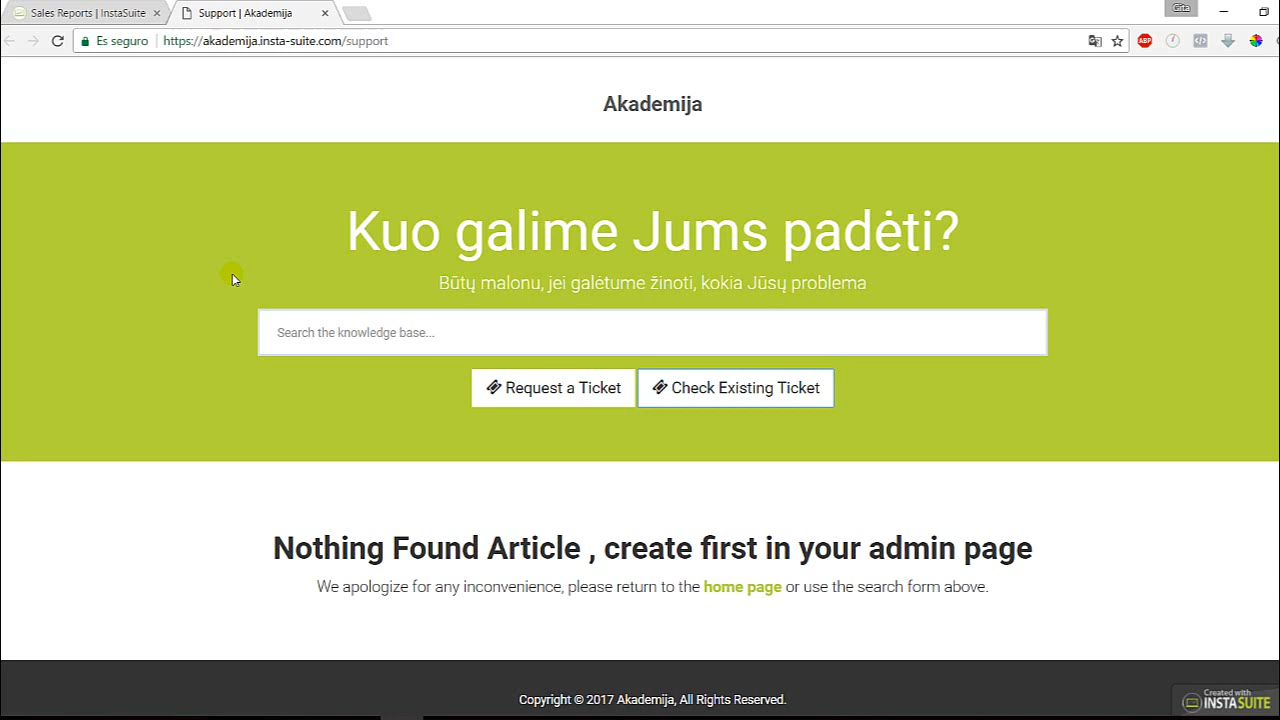 Sales Reports | InstaSuite
Support | Akademija
Gita
Es seguro
https://akademija.insta-suite.com/support
ABP
Akademija
Kuo galime Jums padėti?
Būtų malonu, jei galėtume žinoti, kokia Jūsų problema
Search the knowledge base...
Request a Ticket
Check Existing Ticket
Nothing Found Article , create first in your admin page
We apologize for any inconvenience, please return to the home page or use the search form above.
Copyright © 2017 Akademija, All Rights Reserved.
Created with
INSTASUITE